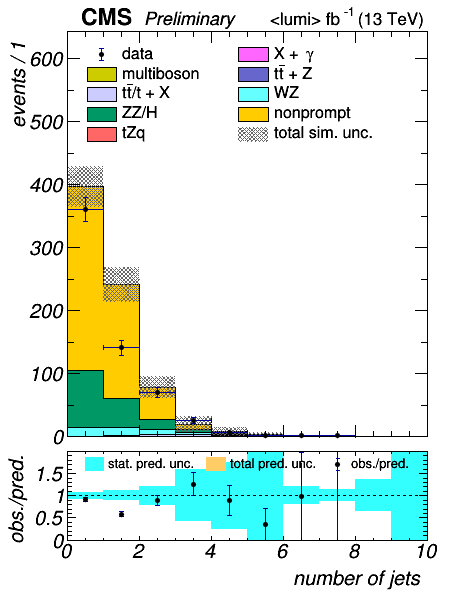 CMS Preliminary <lumi> fb⁻¹ (13 TeV)
events / 1
600
500
400
300
200
100
0
data
X + γ
multiboson
tt̄ + Z
tt̄/t + X
WZ
ZZ/H
nonprompt
tZq
total sim. unc.
obs./pred.
1.5
1
0.5
0
stat. pred. unc. total pred. unc. obs./pred.
0 2 4 6 8 10
number of jets